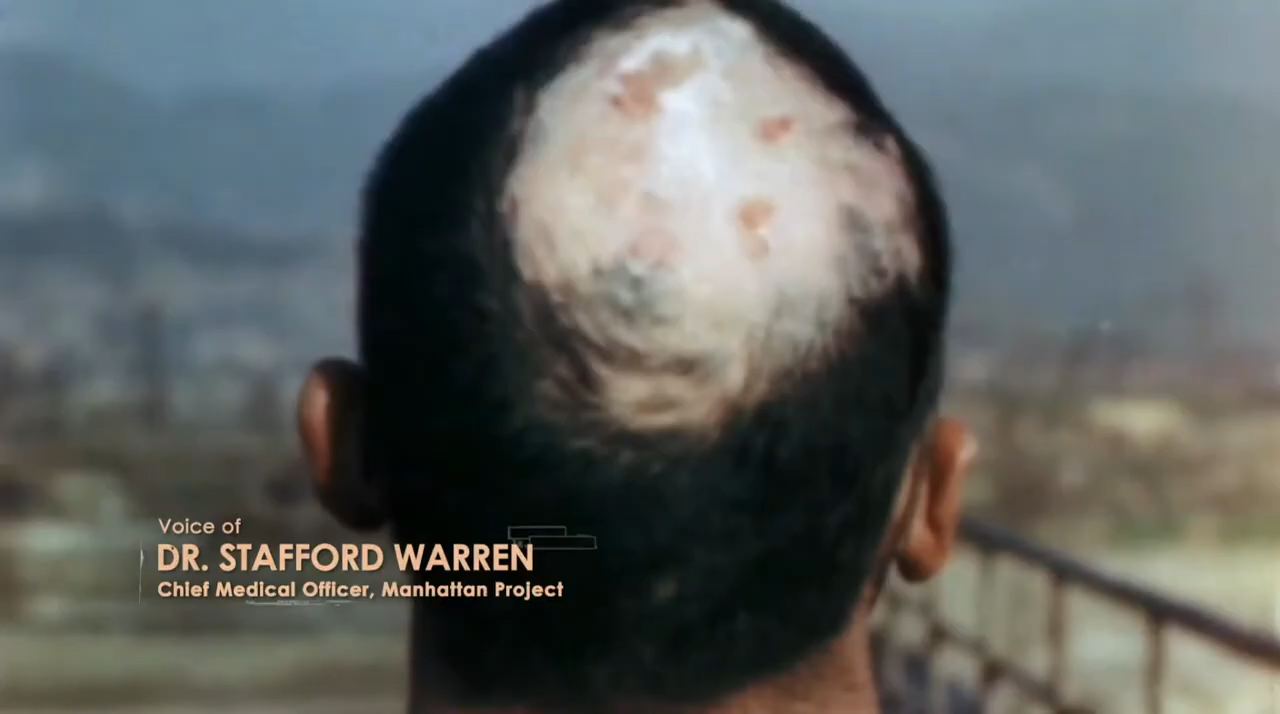 Voice of
DR. STAFFORD WARREN
Chief Medical Officer, Manhattan Project